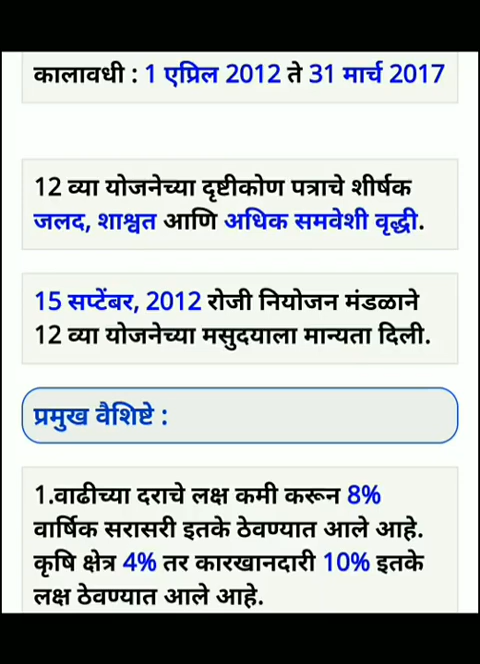 कालावधी : 1 एप्रिल 2012 ते 31 मार्च 2017
12 व्या योजनेच्या दृष्टीकोण पत्राचे शीर्षक
जलद, शाश्वत आणि अधिक समवेशी वृद्धी.
15 सप्टेंबर, 2012 रोजी नियोजन मंडळाने
12 व्या योजनेच्या मसुदयाला मान्यता दिली.
प्रमुख वैशिष्टे :
1.वाढीच्या दराचे लक्ष कमी करून 8%
वार्षिक सरासरी इतके ठेवण्यात आले आहे.
कृषि क्षेत्र 4% तर कारखानदारी 10% इतके
लक्ष ठेवण्यात आले आहे.